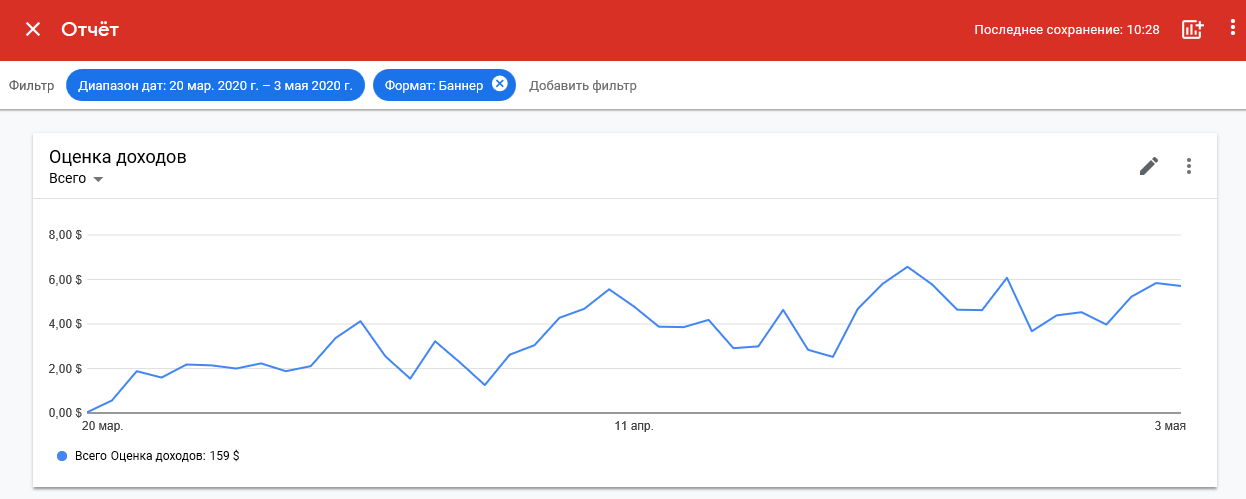 Отчёт
Последнее сохранение: 10:28
Фильтр
Диапазон дат: 20 мар. 2020 г. – 3 мая 2020 г.
Формат: Баннер
Добавить фильтр
Оценка доходов
Всего
8,00 $
6,00 $
4,00 $
2,00 $
0,00 $
20 мар.
11 апр.
3 мая
Всего Оценка доходов: 159 $